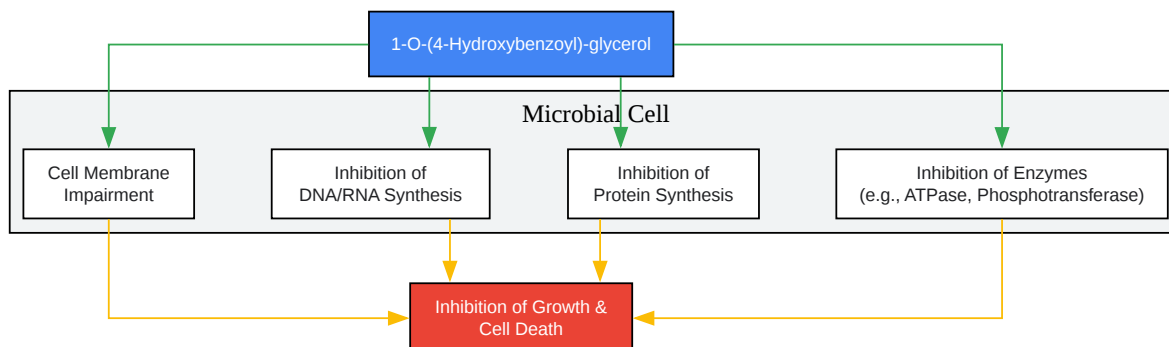 1-O-(4-Hydroxybenzoyl)-glycerol
Microbial Cell
Cell Membrane
Impairment
Inhibition of
DNA/RNA Synthesis
Inhibition of
Protein Synthesis
Inhibition of Enzymes
(e.g., ATPase, Phosphotransferase)
Inhibition of Growth &
Cell Death